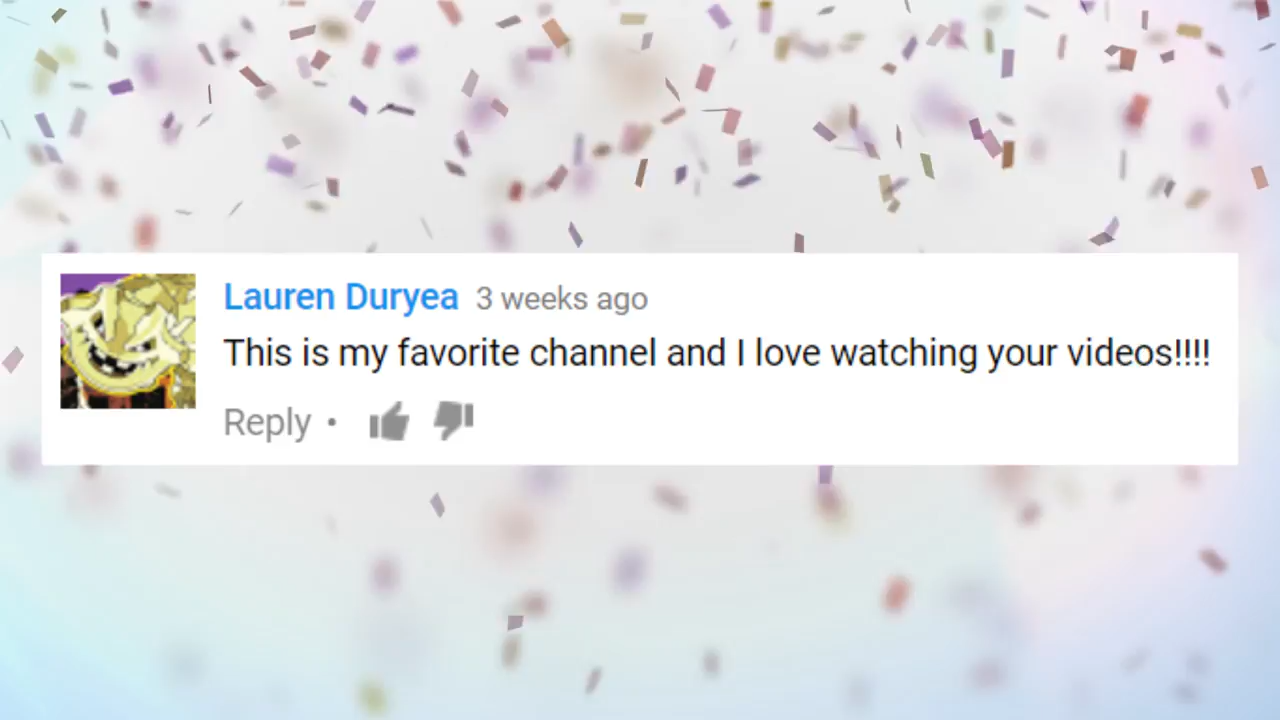 Lauren Duryea 3 weeks ago
This is my favorite channel and I love watching your videos!!!!
Reply •